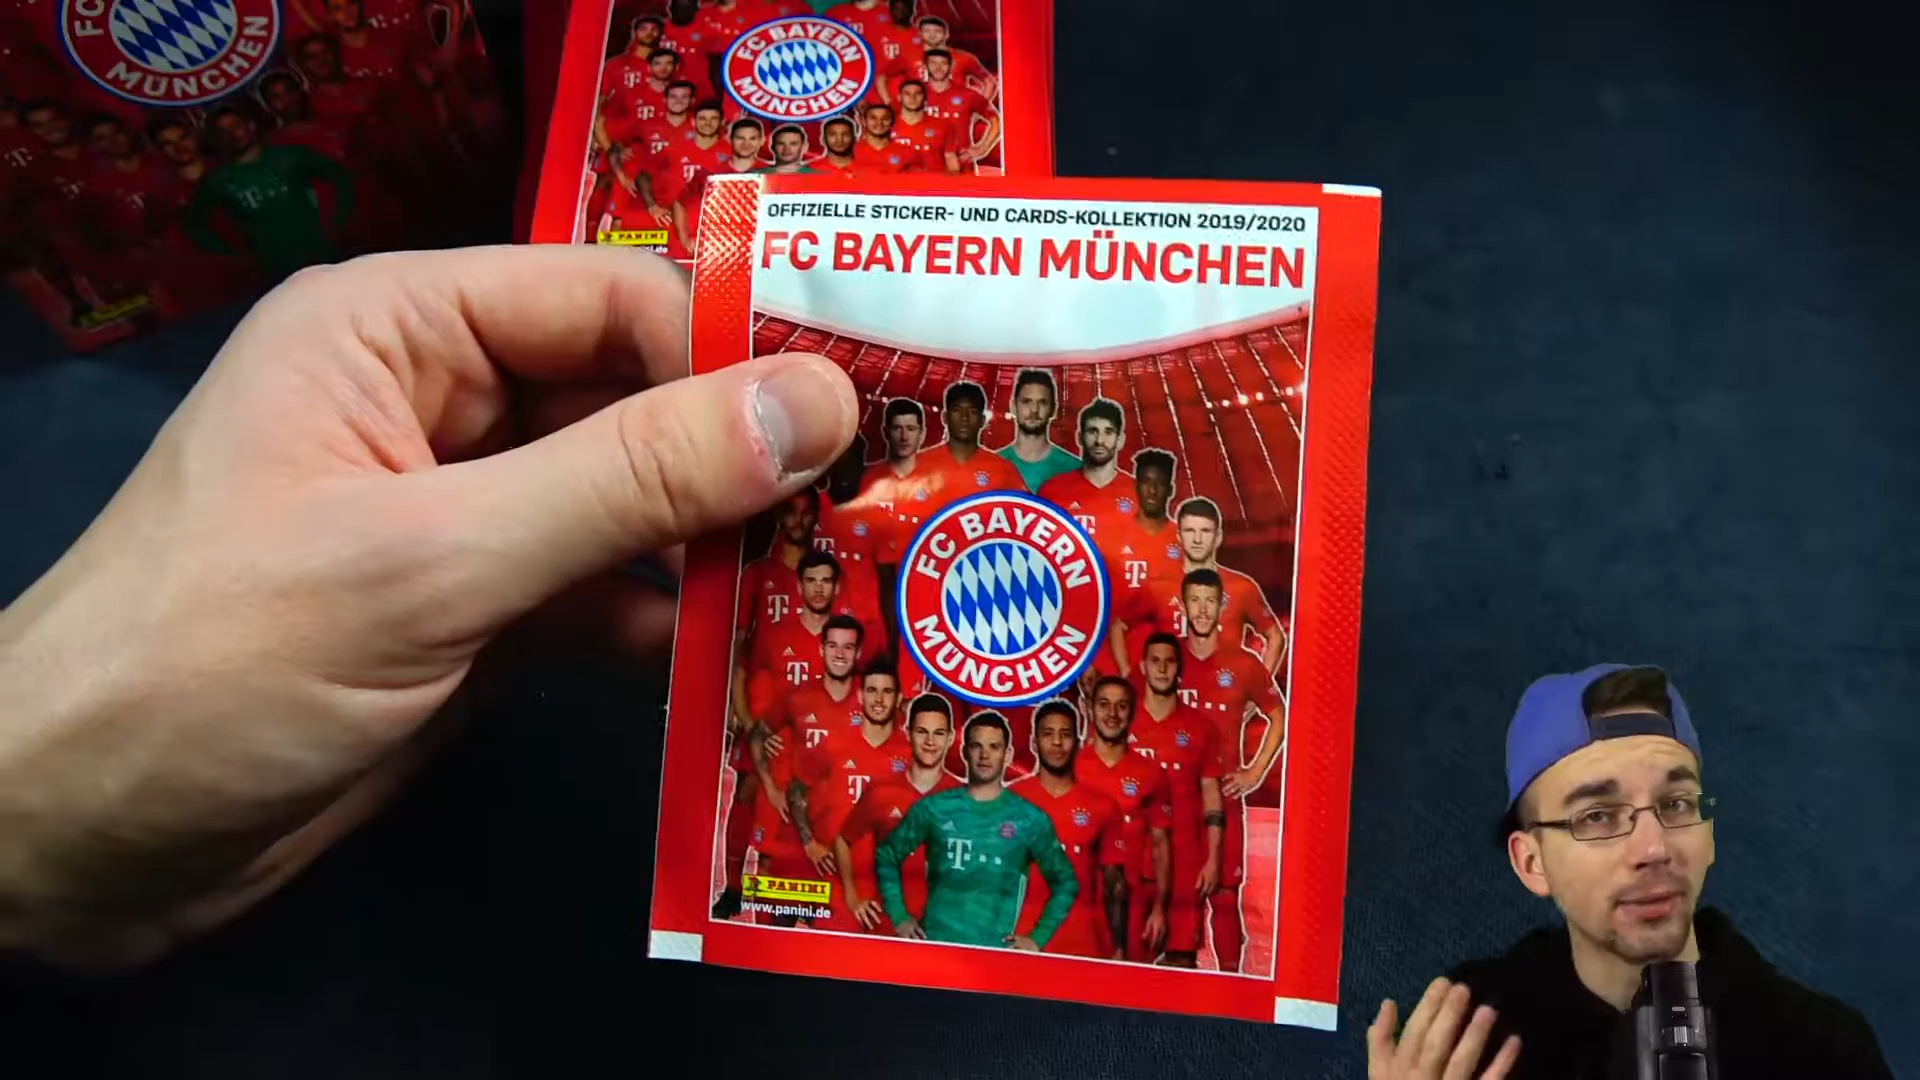 FC
MÜNCHEN
FC BAYERN
MÜNCHEN
PANINI
OFFIZIELLE STICKER- UND CARDS-KOLLEKTION 2019/2020
FC BAYERN MÜNCHEN
FC BAYERN
MÜNCHEN
PANINI
www.panini.de